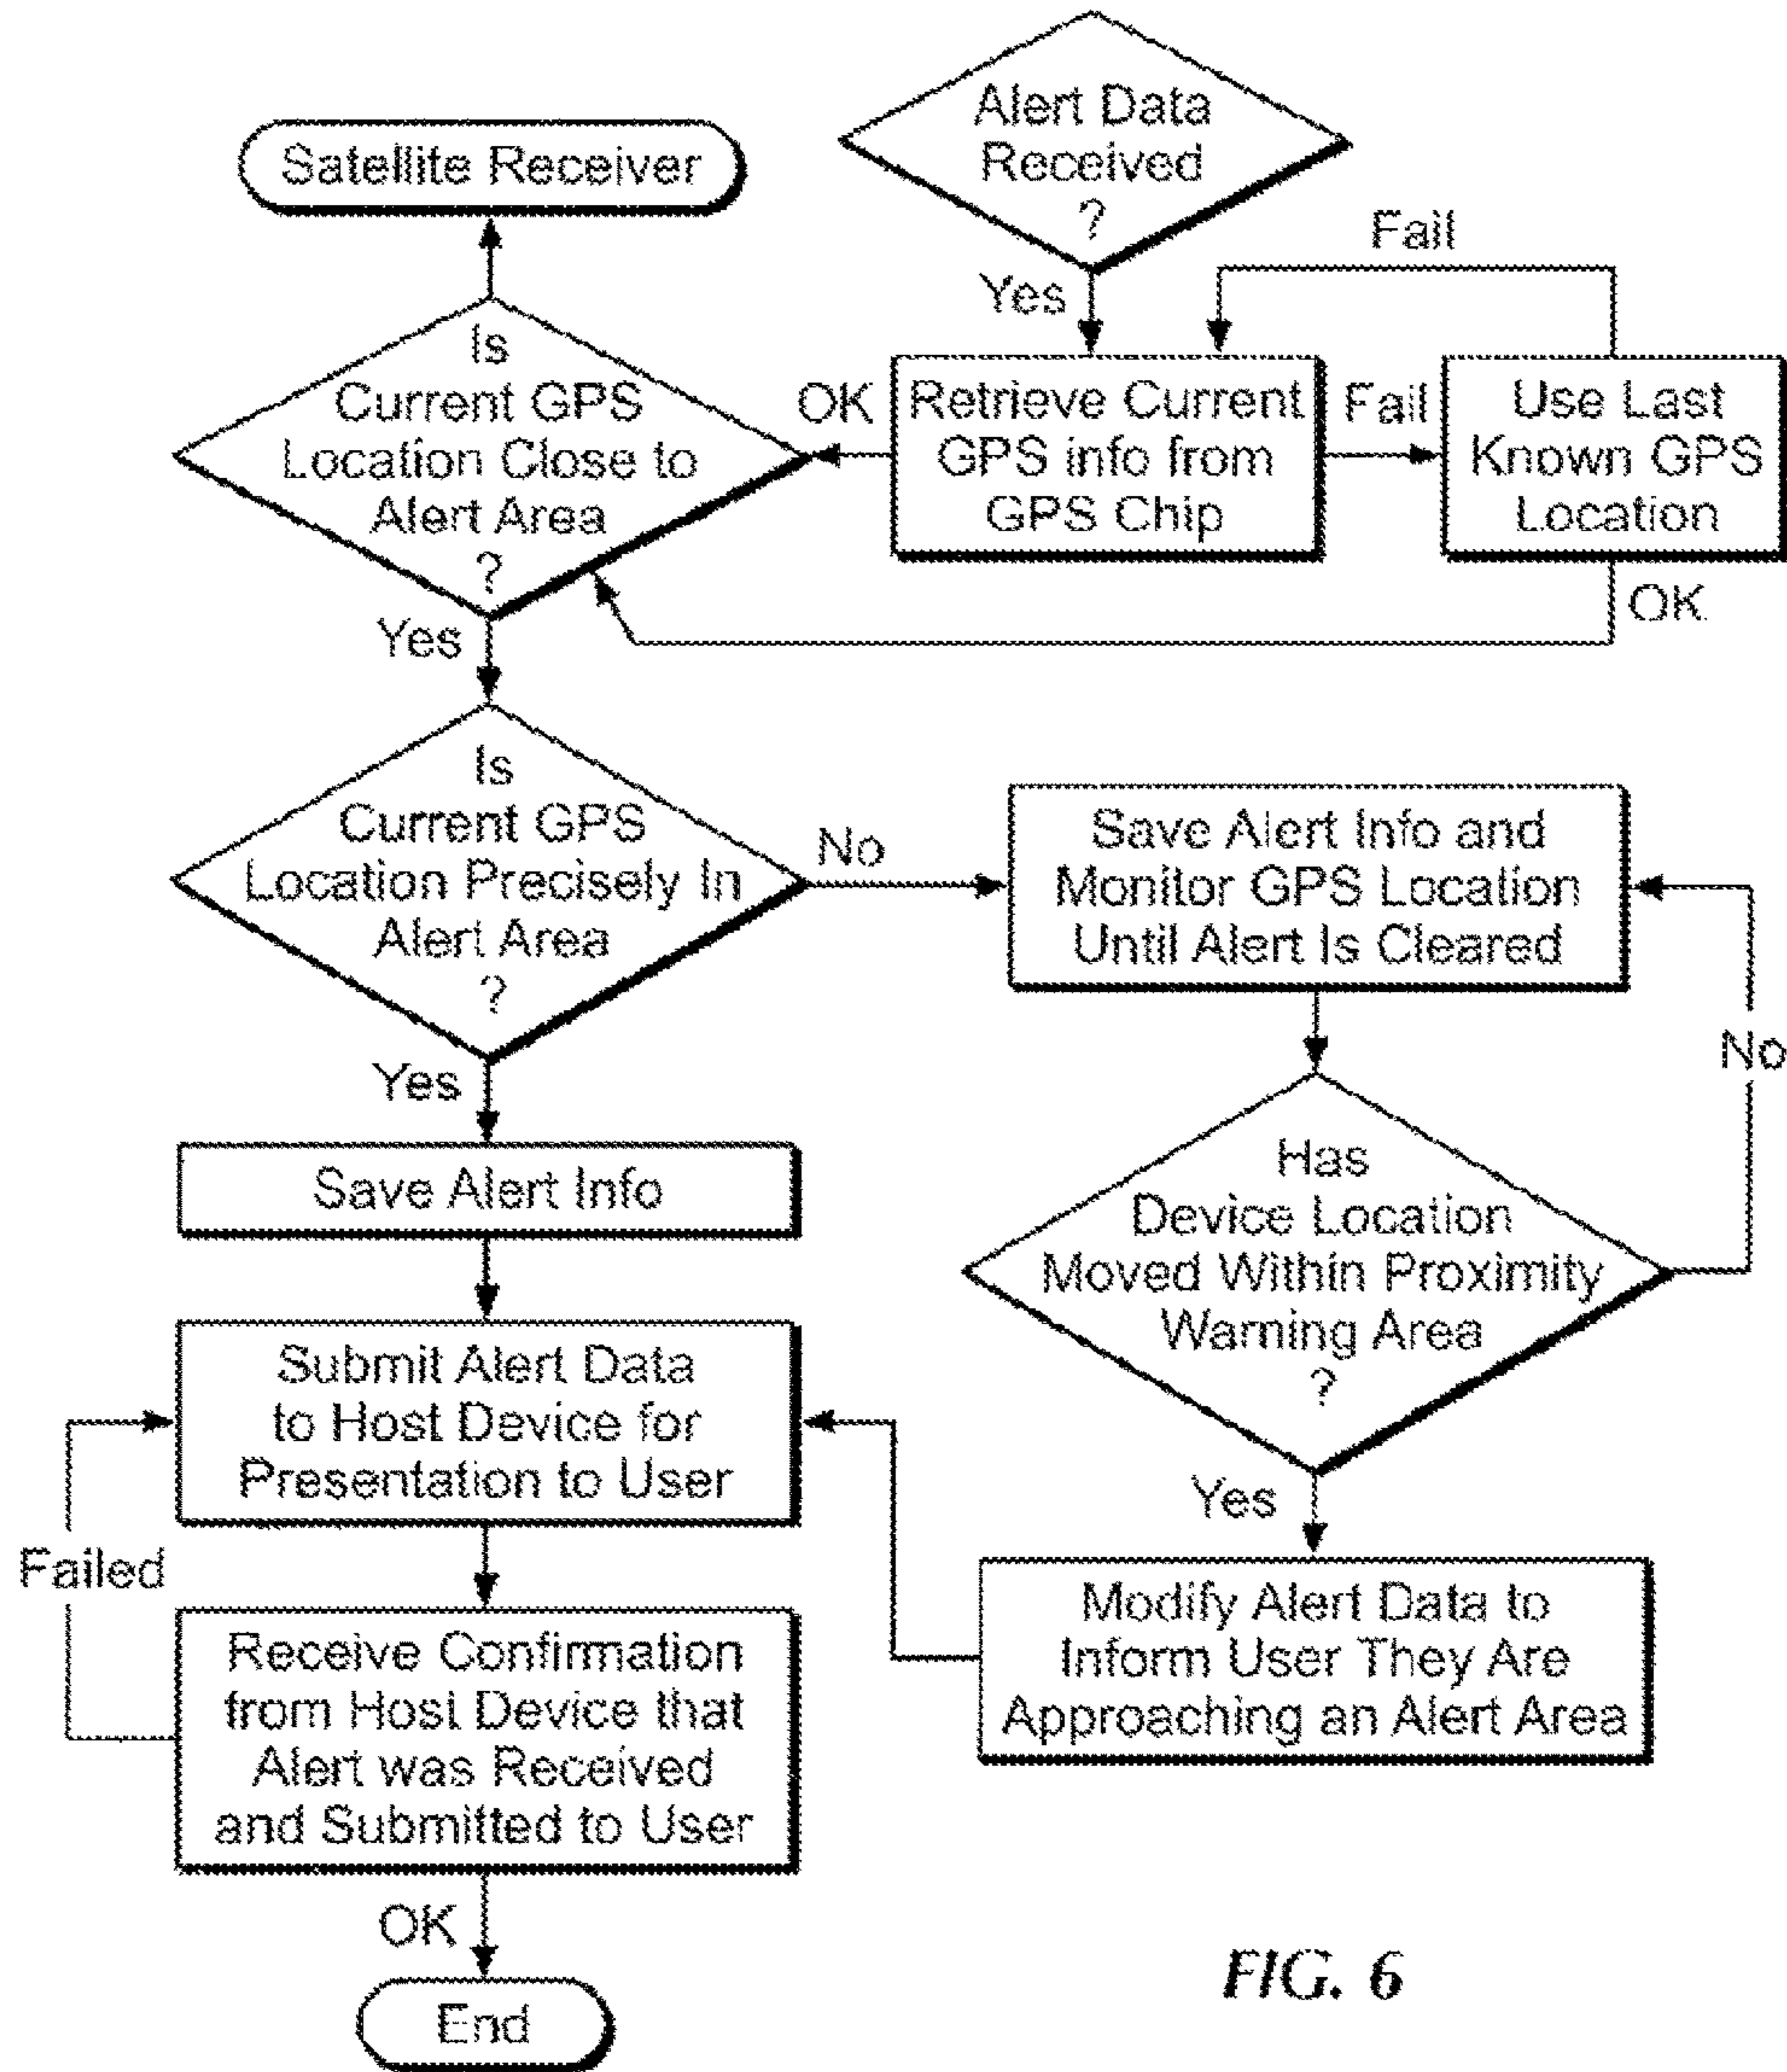 Alert Data
Received
?
Satellite Receiver
Fail
Yes
Is
Current GPS
Location Close to
Alert Area
?
OK
Retrieve Current
GPS info from
GPS Chip
Fail
Use Last
Known GPS
Location
OK
Yes
Is
Current GPS
Location Precisely In
Alert Area
?
No
Save Alert Info and
Monitor GPS Location
Until Alert Is Cleared
No
Yes
Save Alert Info
Has
Device Location
Moved Within Proximity
Warning Area
?
Submit Alert Data
to Host Device for
Presentation to User
Yes
Failed
Modify Alert Data to
Inform User They Are
Approaching an Alert Area
Receive Confirmation
from Host Device that
Alert was Received
and Submitted to User
OK
End
FIG. 6